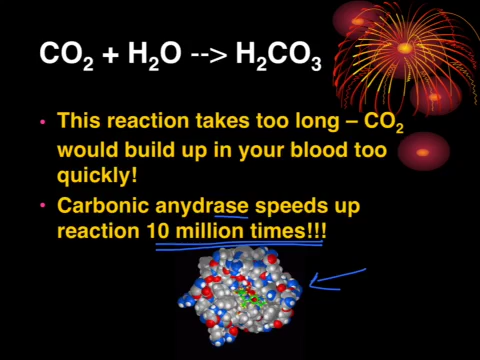 CO₂ + H₂O --> H₂CO₃
• This reaction takes too long – CO₂
would build up in your blood too
quickly!
• Carbonic anydrase speeds up
reaction 10 million times!!!